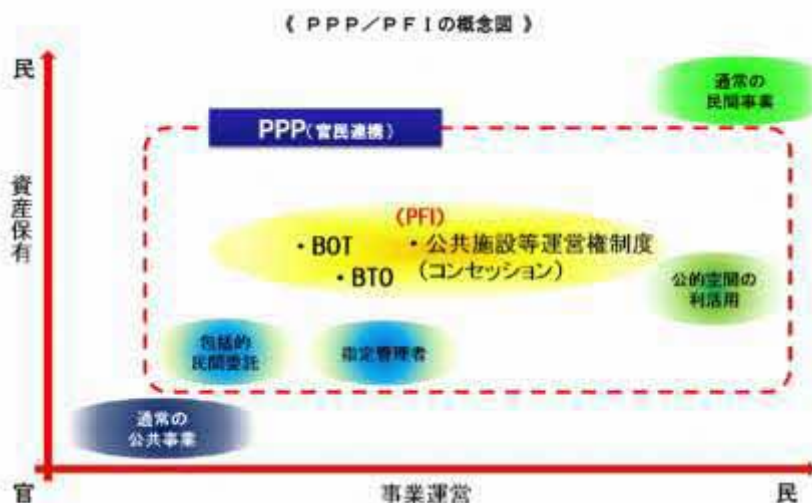 《 PPP/PFIの概念図 》
民
通常の
民間事業
PPP(官民連携)
資産保有
(PFI)
・BOT
・公共施設等運営権制度
・BTO
(コンセッション)
公的空間の
利活用
包括的
民間委託
指定管理者
通常の
公共事業
官
事業運営
民